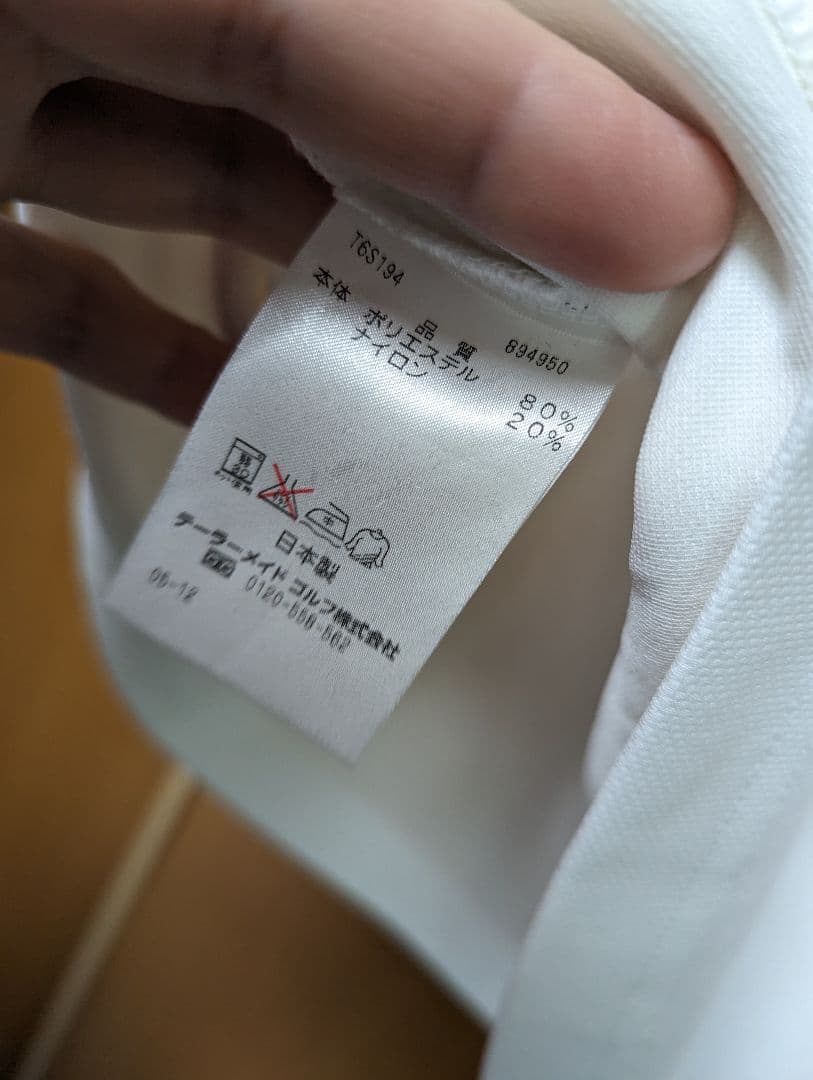 T6S194
品 質 894950
本体 ポリエステル 80%
ナイロン 20%
中
日本製
テーラーメイド ゴルフ株式会社
0120-558-562
05-12